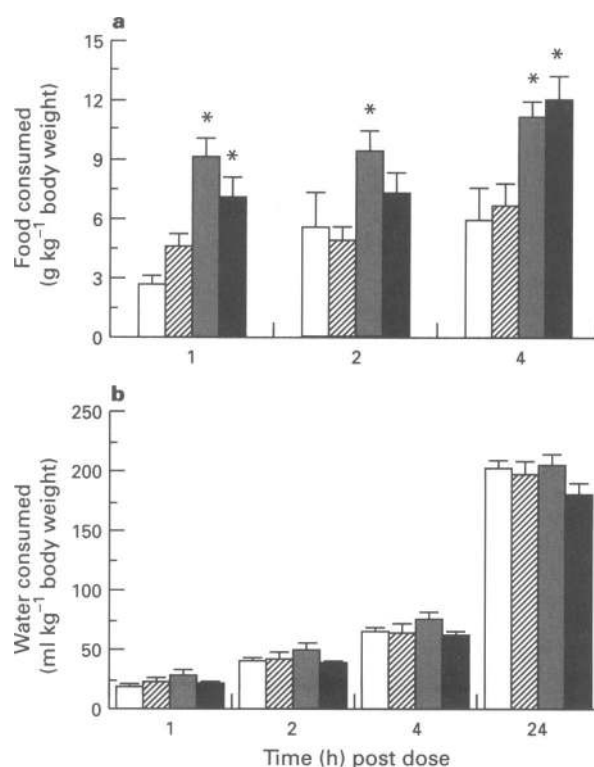 a
15
12
9
6
3
0
Food consumed
(g kg⁻¹ body weight)
* * * * *
1 2 4
b
250
200
150
100
50
0
Water consumed
(ml kg⁻¹ body weight)
1 2 4 24
Time (h) post dose